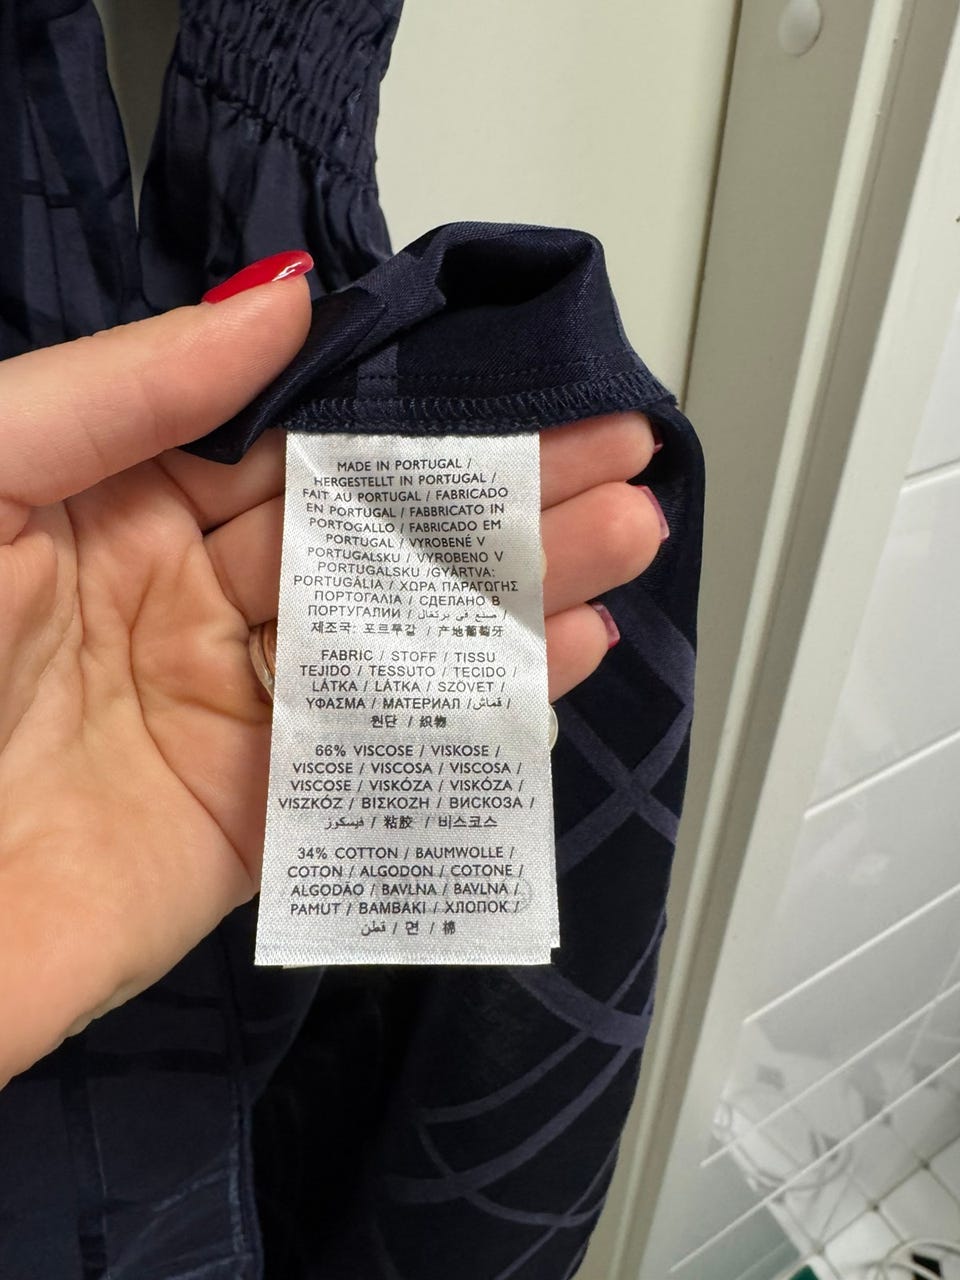 MADE IN PORTUGAL /
HERGESTELLT IN PORTUGAL /
FAIT AU PORTUGAL / FABRICADO
EN PORTUGAL / FABBRICATO IN
PORTOGALLO / FABRICADO EM
PORTUGAL / VYROBENÉ V
PORTUGALSKU / VYROBENO V
PORTUGALSKU /GYÁRTVA:
PORTUGÁLIA / ΧΩΡΑ ΠΑΡΑΓΩΓΗΣ
ΠΟΡΤΟΓΑΛΙΑ / СДЕЛАНО В
ПОРТУГАЛИИ / صنع في برتغال /
제조국: 포르투갈 / 产地葡萄牙
FABRIC / STOFF / TISSU
TEJIDO / TESSUTO / TECIDO /
LÁTKA / LÁTKA / SZÖVET /
ΥΦΑΣΜΑ / МАТЕРИАЛ /قماش /
원단 / 织物
66% VISCOSE / VISKOSE /
VISCOSE / VISCOSA / VISCOSA /
VISCOSE / VISKÓZA / VISKÓZA /
VISZKÓZ / ΒΙΣΚΟΖΗ / ВИСКОЗА /
فيسكوز / 粘胶 / 비스코스
34% COTTON / BAUMWOLLE /
COTON / ALGODON / COTONE /
ALGODÃO / BAVLNA / BAVLNA /
PAMUT / ΒΑΜΒΑΚΙ / ХЛОПОК /
قطن / 면 / 棉